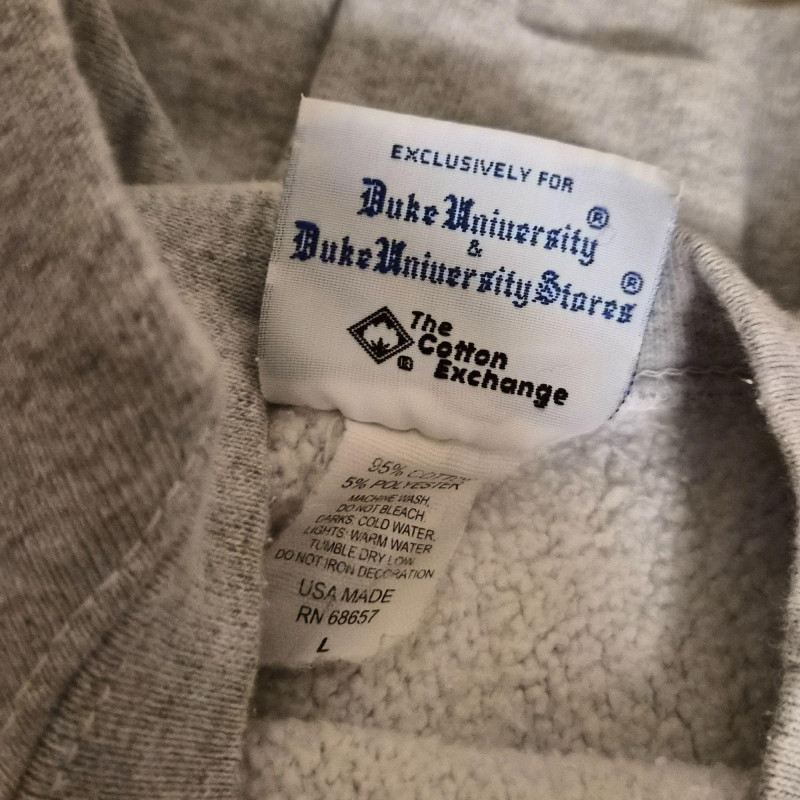 EXCLUSIVELY FOR
Duke University ®
&
Duke University Stores ®
The
Cotton
Exchange
®
95% COTTON
5% POLYESTER
MACHINE WASH,
DO NOT BLEACH
DARKS: COLD WATER,
LIGHTS: WARM WATER
TUMBLE DRY LOW
DO NOT IRON DECORATION
USA MADE
RN 68657
L